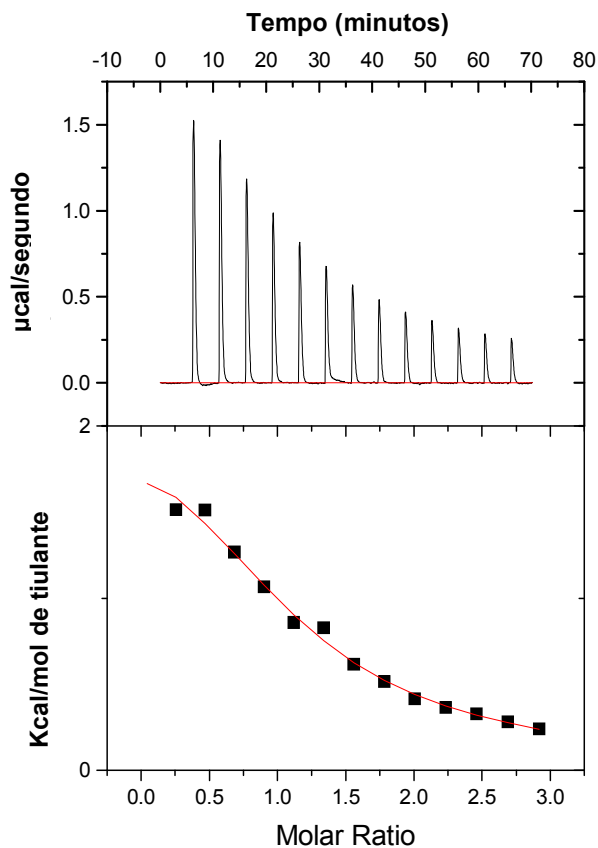 Tempo (minutos)
-10 0 10 20 30 40 50 60 70 80
1.5
1.0
0.5
0.0
µcal/segundo
2
0
Kcal/mol de tiulante
0.0 0.5 1.0 1.5 2.0 2.5 3.0
Molar Ratio